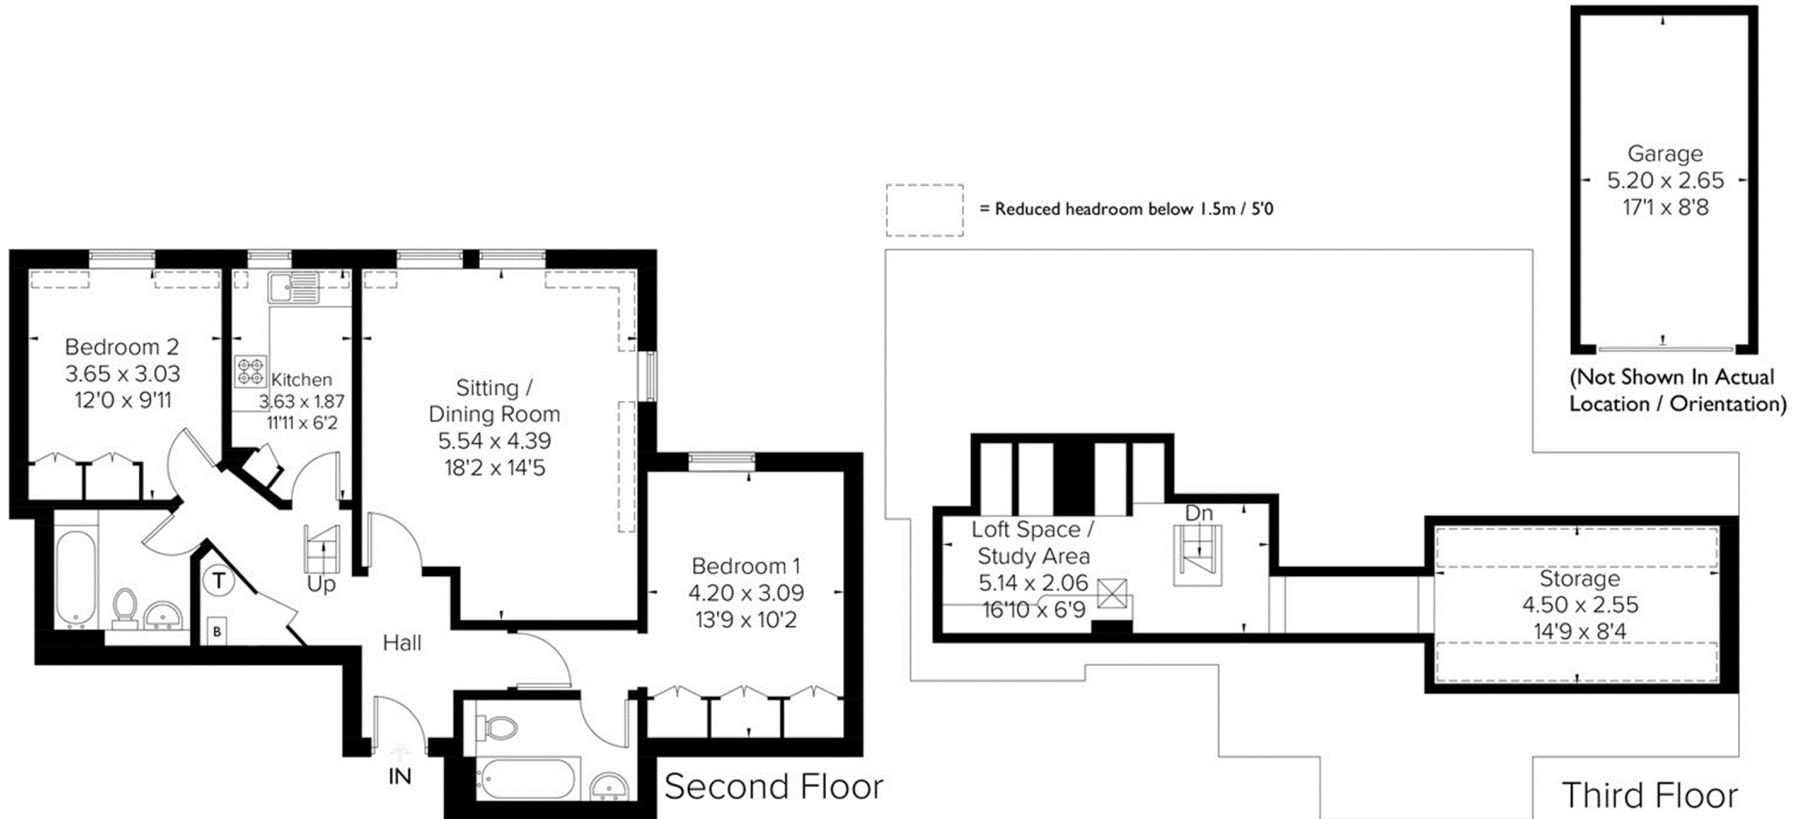 Garage
5.20 x 2.65
17'1 x 8'8
= Reduced headroom below 1.5m / 5'0
(Not Shown In Actual
Location / Orientation)
Bedroom 2
3.65 x 3.03
12'0 x 9'11
Kitchen
3.63 x 1.87
11'11 x 6'2
Sitting /
Dining Room
5.54 x 4.39
18'2 x 14'5
Bedroom 1
4.20 x 3.09
13'9 x 10'2
T
B
Up
Hall
IN
Second Floor
Dn
Loft Space /
Study Area
5.14 x 2.06
16'10 x 6'9
Storage
4.50 x 2.55
14'9 x 8'4
Third Floor